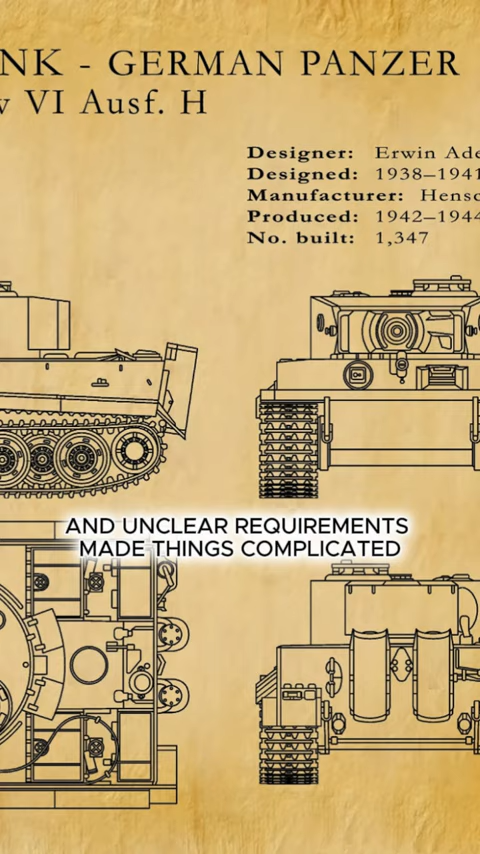 NK - GERMAN PANZER
VI Ausf. H
Designer: Erwin Ade
Designed: 1938–1941
Manufacturer: Hensc
Produced: 1942–1944
No. built: 1,347
AND UNCLEAR REQUIREMENTS
MADE THINGS COMPLICATED